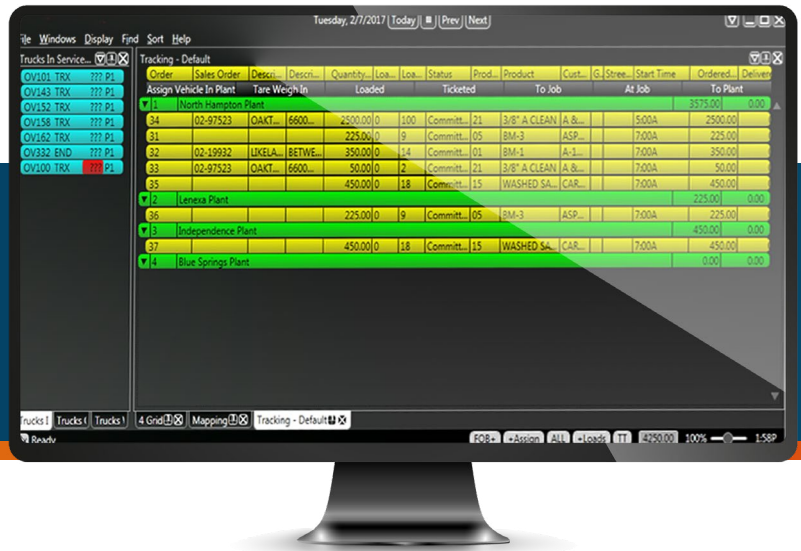 Tuesday, 2/7/2017 Today Prev Next
File Windows Display Find Sort Help
Trucks In Service...
OV101 TRX ??? P1
OV143 TRX ??? P1
OV152 TRX ??? P1
OV158 TRX ??? P1
OV162 TRX ??? P1
OV332 END ??? P1
OV100 TRX ??? P1
Tracking - Default
Order Sales Order Descri... Descri... Quantity... Loa... Loa... Status Prod... Product Cust... G. Stree... Start Time Ordered... Delivere
Assign Vehicle In Plant Tare Weigh In Loaded Ticketed To Job At Job To Plant
1 North Hampton Plant 3575.00 0.00
34 02-97523 OAKT... 6600... 2500.00 0 100 Committ... 21 3/8" A CLEAN A &... 5:00A 2500.00
31 225.00 0 9 Committ... 05 BM-3 ASP... 7:00A 225.00
32 02-19932 LIKELA... BETWE... 350.00 0 14 Committ... 01 BM-1 A-1... 7:00A 350.00
33 02-97523 OAKT... 6600... 50.00 0 2 Committ... 21 3/8" A CLEAN A &... 7:00A 50.00
35 450.00 0 18 Committ... 15 WASHED SA... CAR... 7:00A 450.00
2 Lenexa Plant 225.00 0.00
36 225.00 0 9 Committ... 05 BM-3 ASP... 7:00A 225.00
3 Independence Plant 450.00 0.00
37 450.00 0 18 Committ... 15 WASHED SA... CAR... 7:00A 450.00
4 Blue Springs Plant 0.00 0.00
Trucks I Trucks ( Trucks \ 4 Grid Mapping Tracking - Default
Ready FOB+ +Assign ALL +Loads TT 4250.00 100% 1:58P